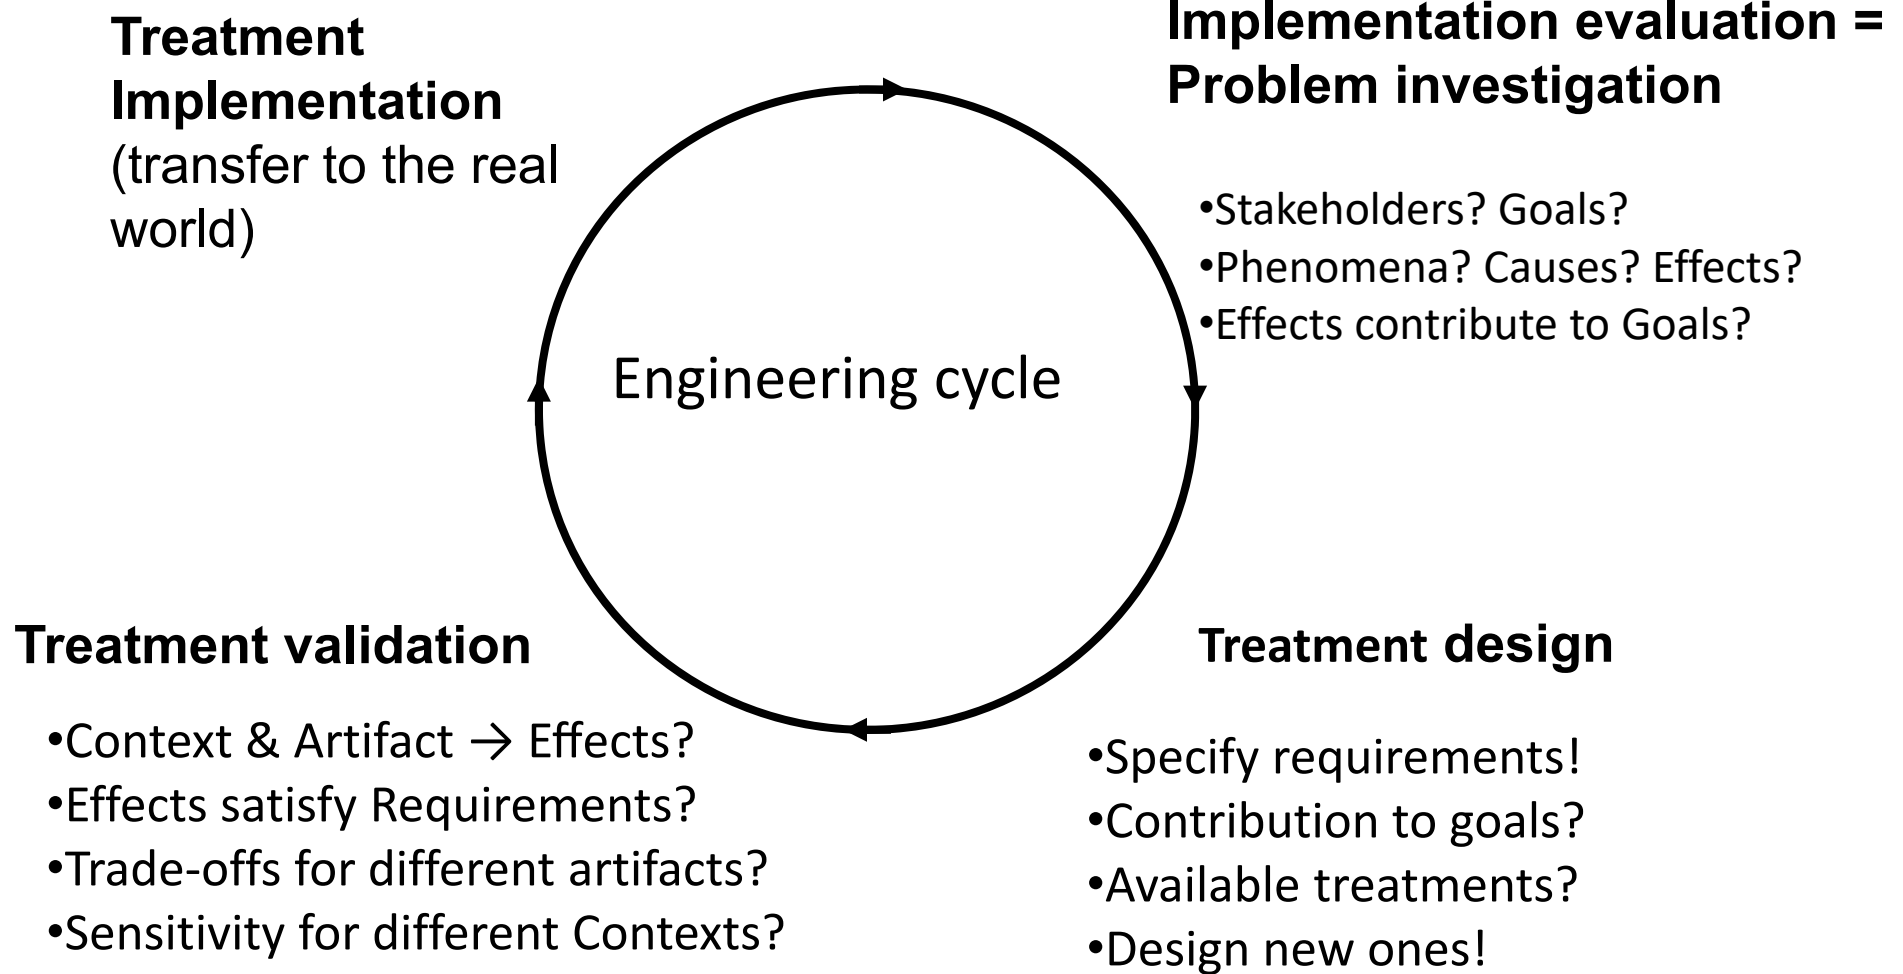 Treatment
Implementation
(transfer to the real
world)
Implementation evaluation =
Problem investigation
•Stakeholders? Goals?
•Phenomena? Causes? Effects?
•Effects contribute to Goals?
Engineering cycle
Treatment validation
•Context & Artifact → Effects?
•Effects satisfy Requirements?
•Trade-offs for different artifacts?
•Sensitivity for different Contexts?
Treatment design
•Specify requirements!
•Contribution to goals?
•Available treatments?
•Design new ones!